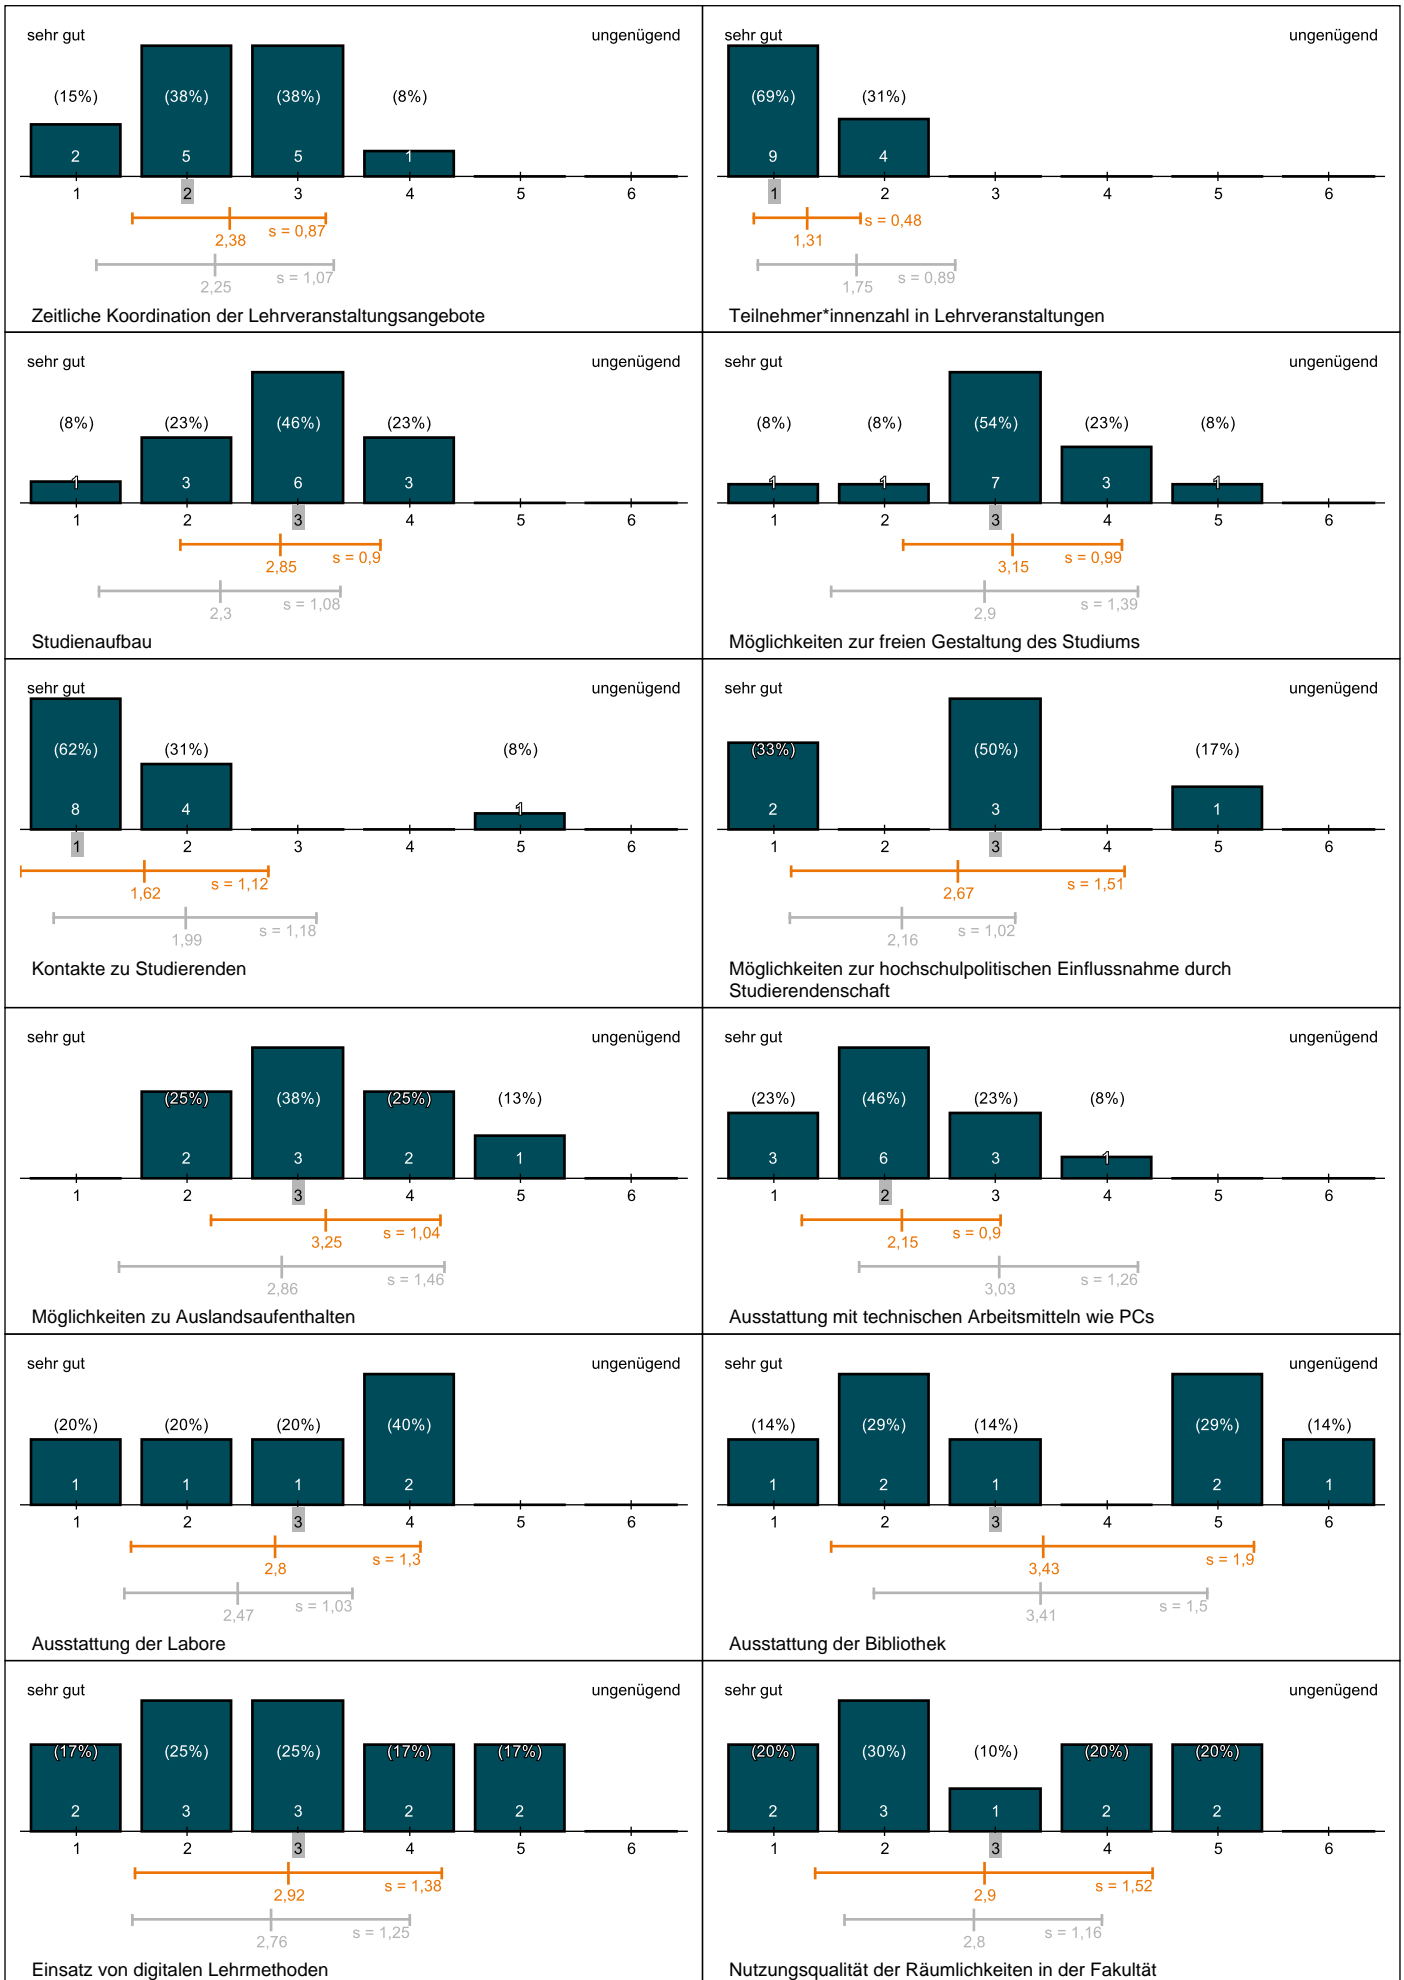 sehr gut ungenügend
(15%) (38%) (38%) (8%)
2 5 5 1
1 2 3 4 5 6
2,38 s = 0,87
2,25 s = 1,07
Zeitliche Koordination der Lehrveranstaltungsangebote
sehr gut ungenügend
(69%) (31%)
9 4
1 2 3 4 5 6
1,31 s = 0,48
1,75 s = 0,89
Teilnehmer*innenzahl in Lehrveranstaltungen
sehr gut ungenügend
(8%) (23%) (46%) (23%)
1 3 6 3
1 2 3 4 5 6
2,85 s = 0,9
2,3 s = 1,08
Studienaufbau
sehr gut ungenügend
(8%) (8%) (54%) (23%) (8%)
1 1 7 3 1
1 2 3 4 5 6
3,15 s = 0,99
2,9 s = 1,39
Möglichkeiten zur freien Gestaltung des Studiums
sehr gut ungenügend
(62%) (31%) (8%)
8 4 1
1 2 3 4 5 6
1,62 s = 1,12
1,99 s = 1,18
Kontakte zu Studierenden
sehr gut ungenügend
(33%) (50%) (17%)
2 3 1
1 2 3 4 5 6
2,67 s = 1,51
2,16 s = 1,02
Möglichkeiten zur hochschulpolitischen Einflussnahme durch
Studierendenschaft
sehr gut ungenügend
(25%) (38%) (25%) (13%)
2 3 2 1
1 2 3 4 5 6
3,25 s = 1,04
2,86 s = 1,46
Möglichkeiten zu Auslandsaufenthalten
sehr gut ungenügend
(23%) (46%) (23%) (8%)
3 6 3 1
1 2 3 4 5 6
2,15 s = 0,9
3,03 s = 1,26
Ausstattung mit technischen Arbeitsmitteln wie PCs
sehr gut ungenügend
(20%) (20%) (20%) (40%)
1 1 1 2
1 2 3 4 5 6
2,8 s = 1,3
2,47 s = 1,03
Ausstattung der Labore
sehr gut ungenügend
(14%) (29%) (14%) (29%) (14%)
1 2 1 2 1
1 2 3 4 5 6
3,43 s = 1,9
3,41 s = 1,5
Ausstattung der Bibliothek
sehr gut ungenügend
(17%) (25%) (25%) (17%) (17%)
2 3 3 2 2
1 2 3 4 5 6
2,92 s = 1,38
2,76 s = 1,25
Einsatz von digitalen Lehrmethoden
sehr gut ungenügend
(20%) (30%) (10%) (20%) (20%)
2 3 1 2 2
1 2 3 4 5 6
2,9 s = 1,52
2,8 s = 1,16
Nutzungsqualität der Räumlichkeiten in der Fakultät